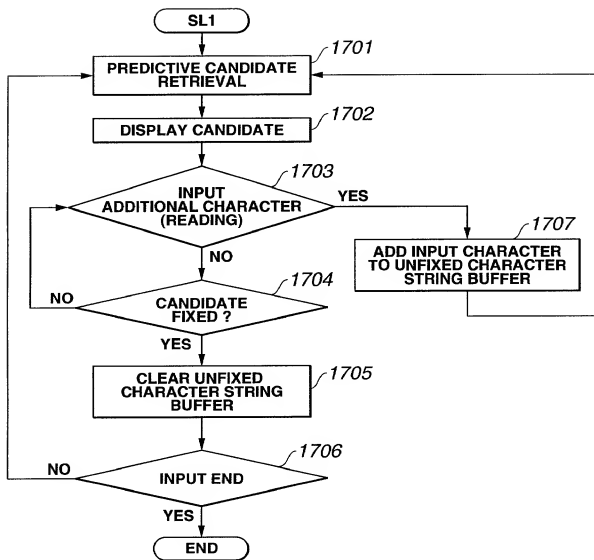 SL1
1701
PREDICTIVE CANDIDATE
RETRIEVAL
1702
DISPLAY CANDIDATE
1703
INPUT
ADDITIONAL CHARACTER
(READING)
YES
NO
1707
ADD INPUT CHARACTER
TO UNFIXED CHARACTER
STRING BUFFER
1704
NO
CANDIDATE
FIXED ?
YES
1705
CLEAR UNFIXED
CHARACTER STRING
BUFFER
1706
NO
INPUT END
YES
END